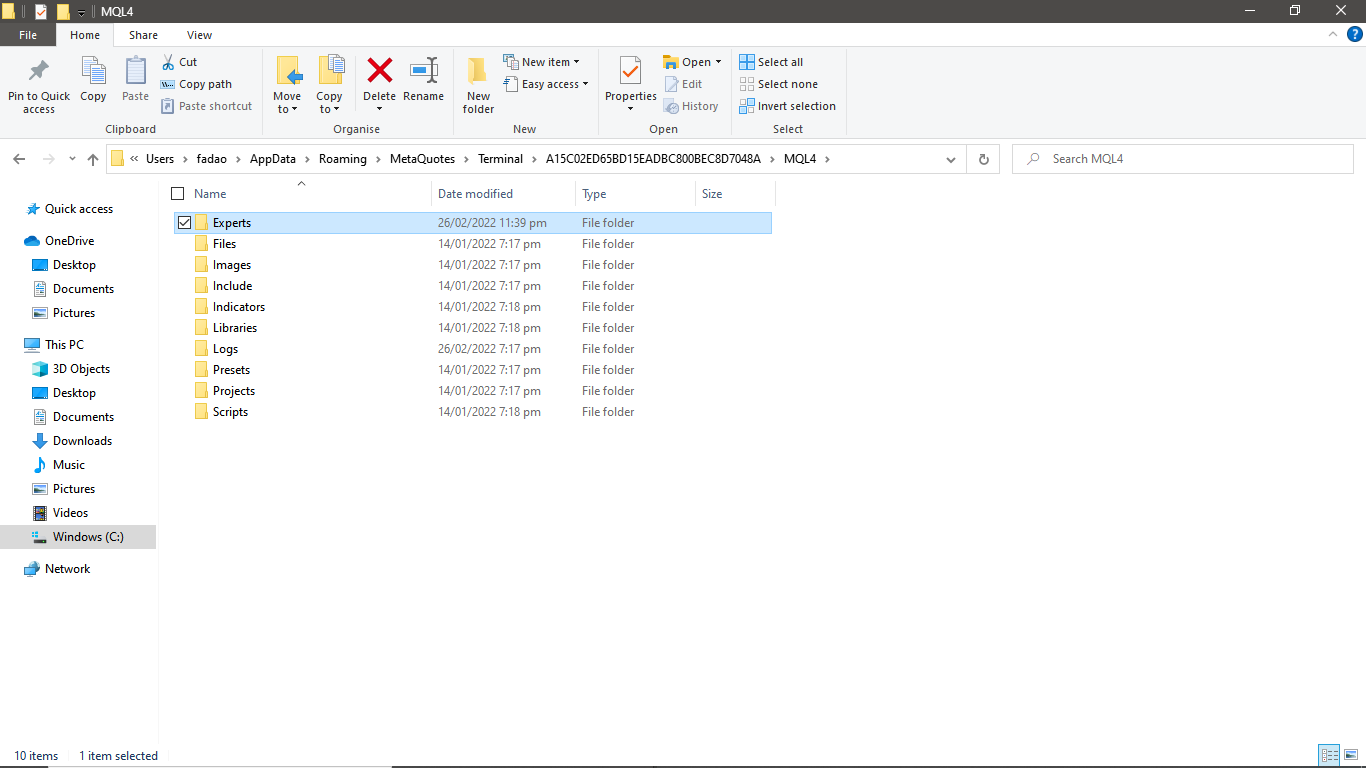 MQL4
File Home Share View
Pin to Quick access
Copy
Paste
Cut
Copy path
Paste shortcut
Clipboard
Move to
Copy to
Delete
Rename
Organise
New folder
New item
Easy access
New
Properties
Open
Edit
History
Open
Select all
Select none
Invert selection
Select
« Users > fadao > AppData > Roaming > MetaQuotes > Terminal > A15C02ED65BD15EADBC800BEC8D7048A > MQL4 >
Search MQL4
Quick access
OneDrive
Desktop
Documents
Pictures
This PC
3D Objects
Desktop
Documents
Downloads
Music
Pictures
Videos
Windows (C:)
Network
Name Date modified Type Size
Experts 26/02/2022 11:39 pm File folder
Files 14/01/2022 7:17 pm File folder
Images 14/01/2022 7:17 pm File folder
Include 14/01/2022 7:17 pm File folder
Indicators 14/01/2022 7:18 pm File folder
Libraries 14/01/2022 7:18 pm File folder
Logs 26/02/2022 7:17 pm File folder
Presets 14/01/2022 7:17 pm File folder
Projects 14/01/2022 7:17 pm File folder
Scripts 14/01/2022 7:18 pm File folder
10 items 1 item selected